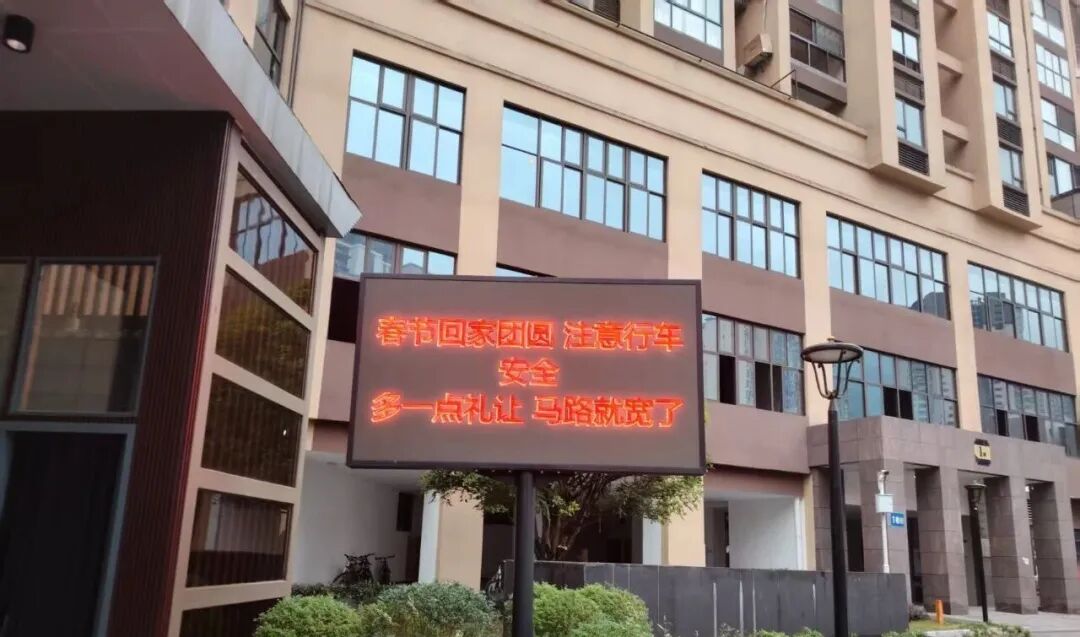 春节回家团圆 注意行车
安全
多一点礼让 马路就宽了